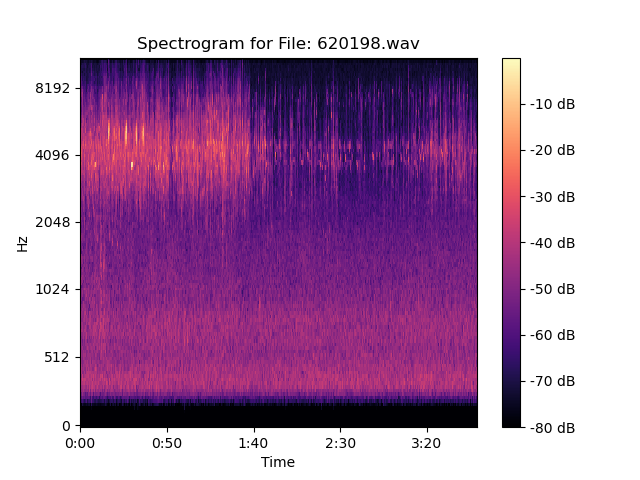 Spectrogram for File: 620198.wav
8192
4096
2048
1024
512
0
Hz
0:00
0:50
1:40
2:30
3:20
Time
-10 dB
-20 dB
-30 dB
-40 dB
-50 dB
-60 dB
-70 dB
-80 dB